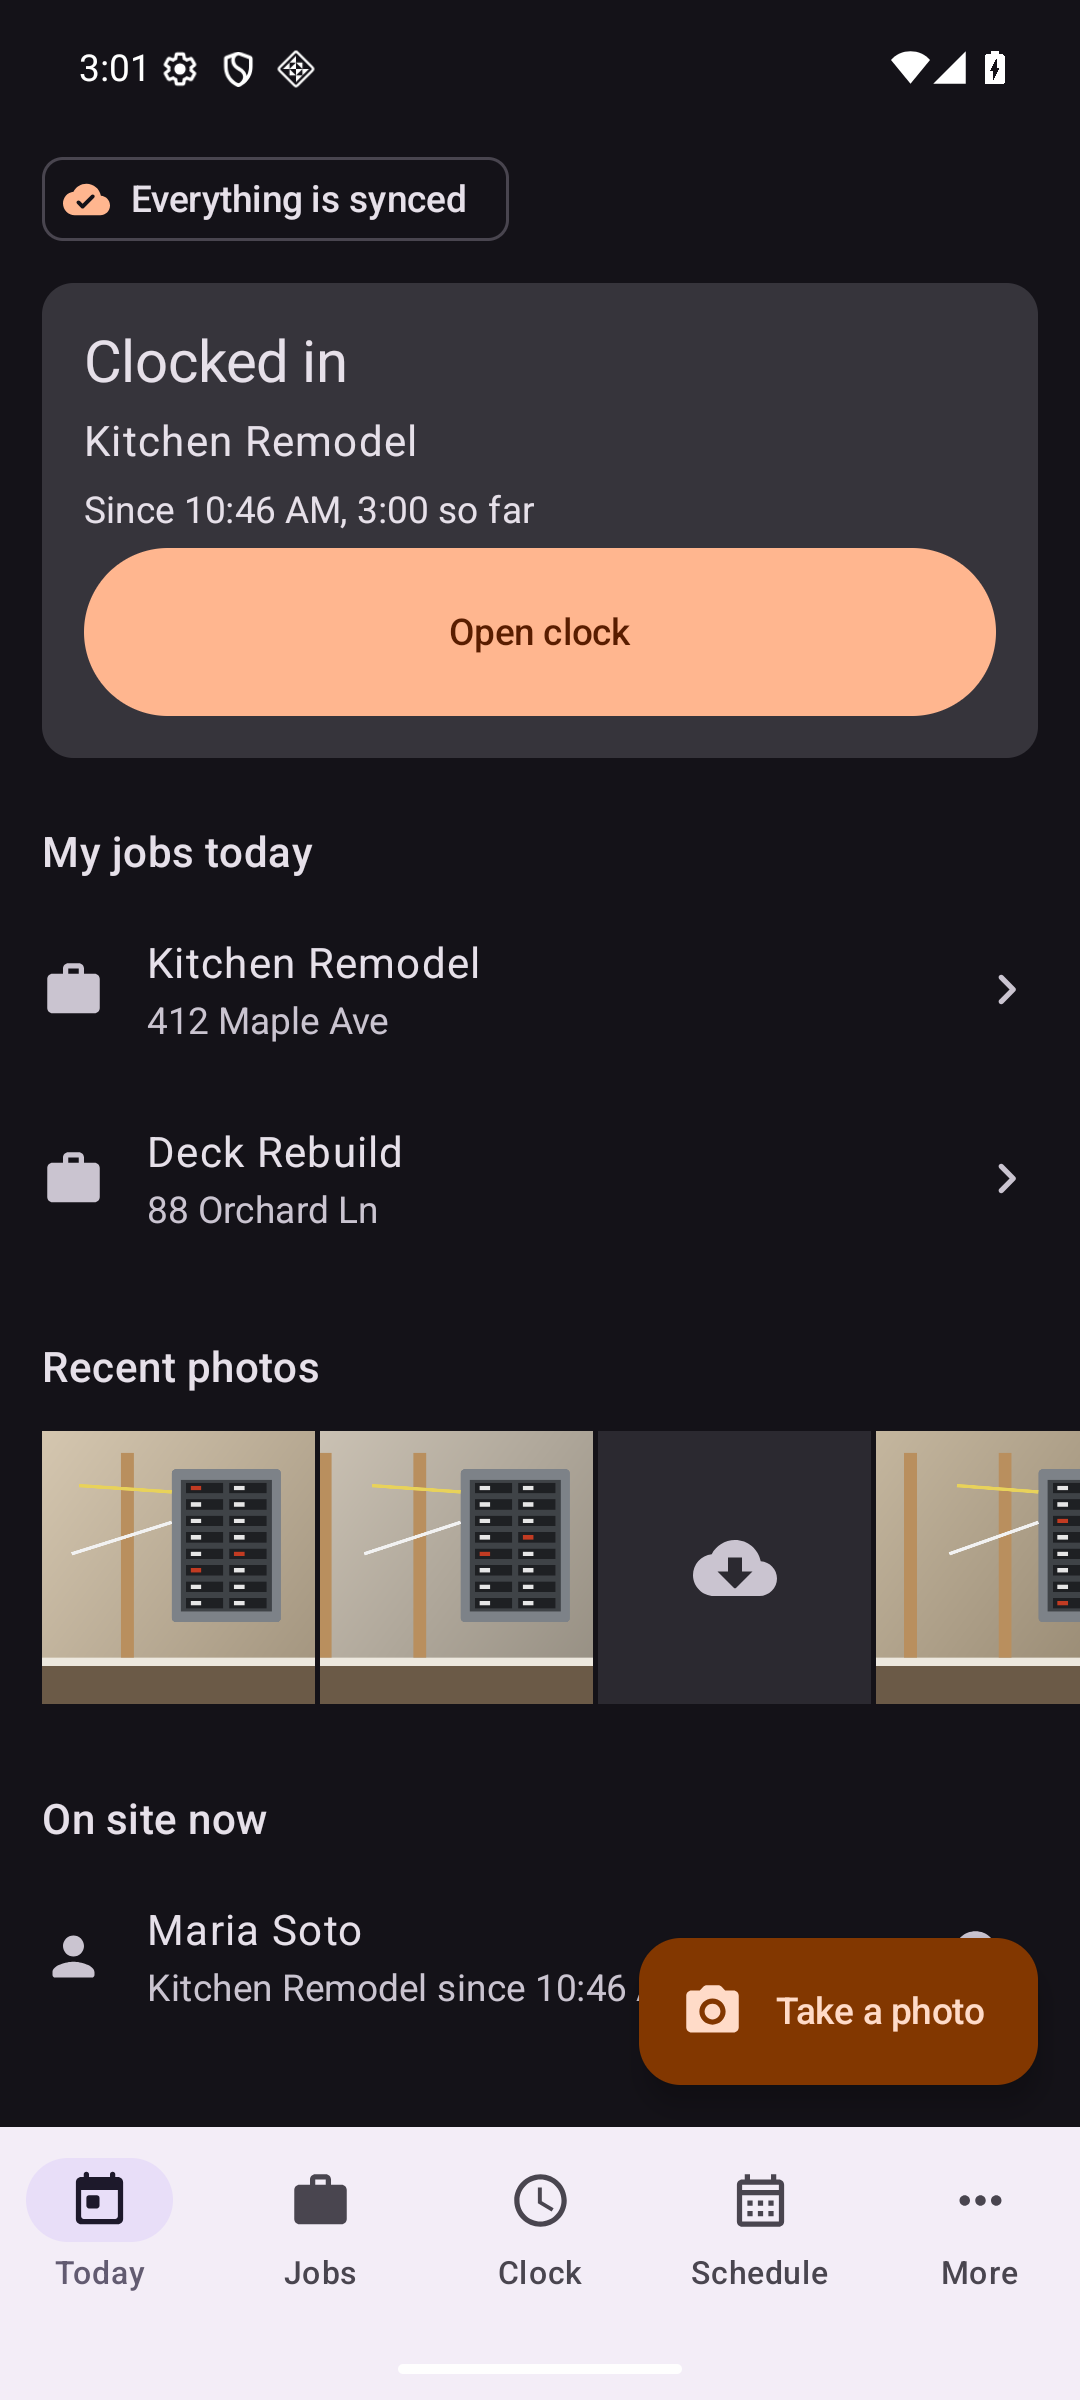 3:01
Everything is synced
Clocked in
Kitchen Remodel
Since 10:46 AM, 3:00 so far
Open clock
My jobs today
Kitchen Remodel
412 Maple Ave
Deck Rebuild
88 Orchard Ln
Recent photos
On site now
Maria Soto
Kitchen Remodel since 10:46
Take a photo
Today
Jobs
Clock
Schedule
More